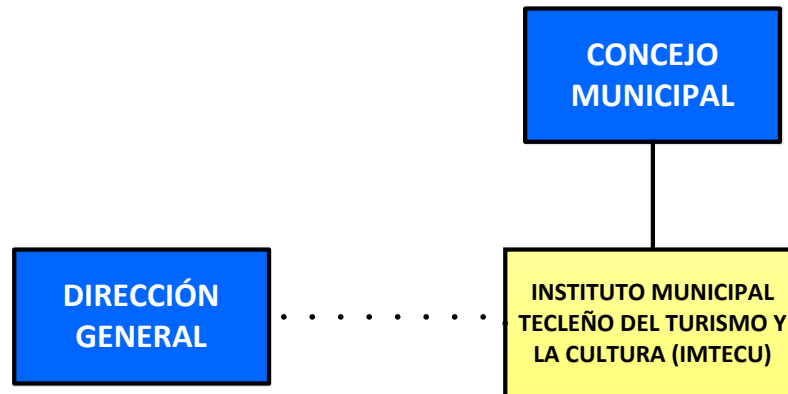 CONCEJO
MUNICIPAL
DIRECCIÓN
GENERAL
INSTITUTO MUNICIPAL
TECLEÑO DEL TURISMO Y
LA CULTURA (IMTECU)